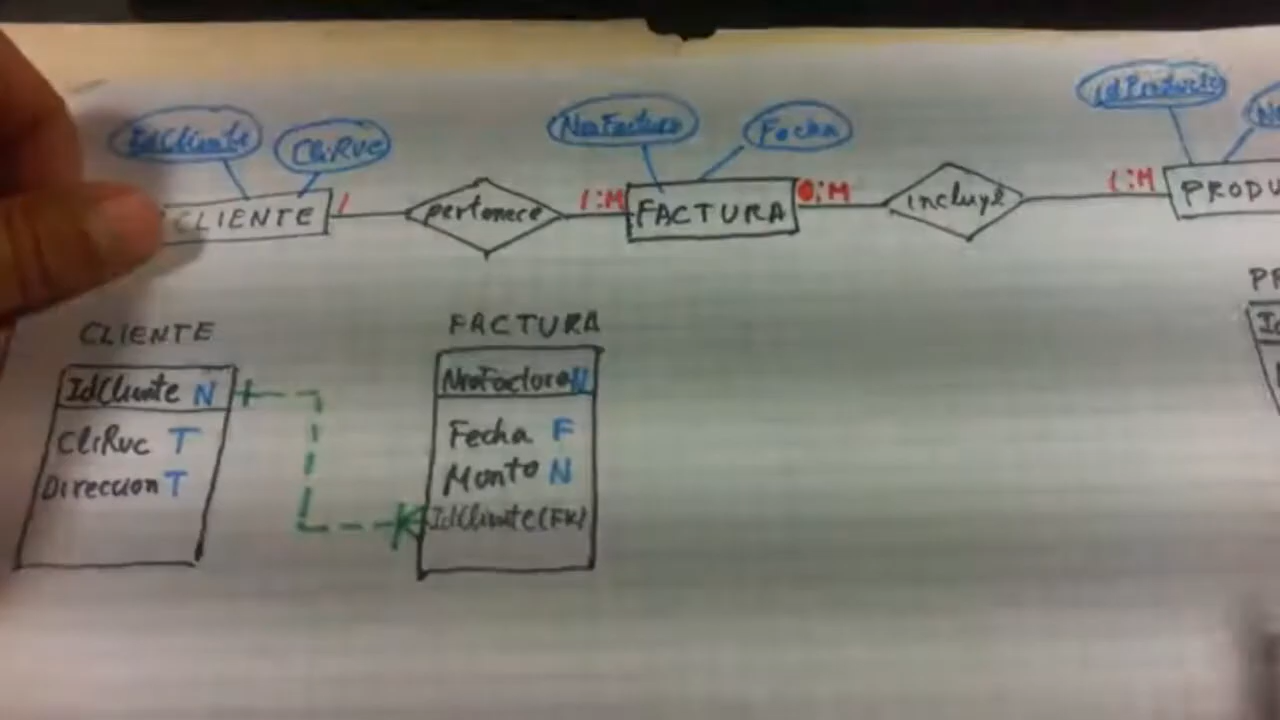 IdCliente CliRuc NroFactura Fecha IdProducto
CLIENTE 1 pertenece 1:M FACTURA 0:M incluye 1:M PRODU
CLIENTE
IdCliente N
CliRuc T
Direccion T
FACTURA
NroFactura N
Fecha F
Monto N
IdCliente (FK)